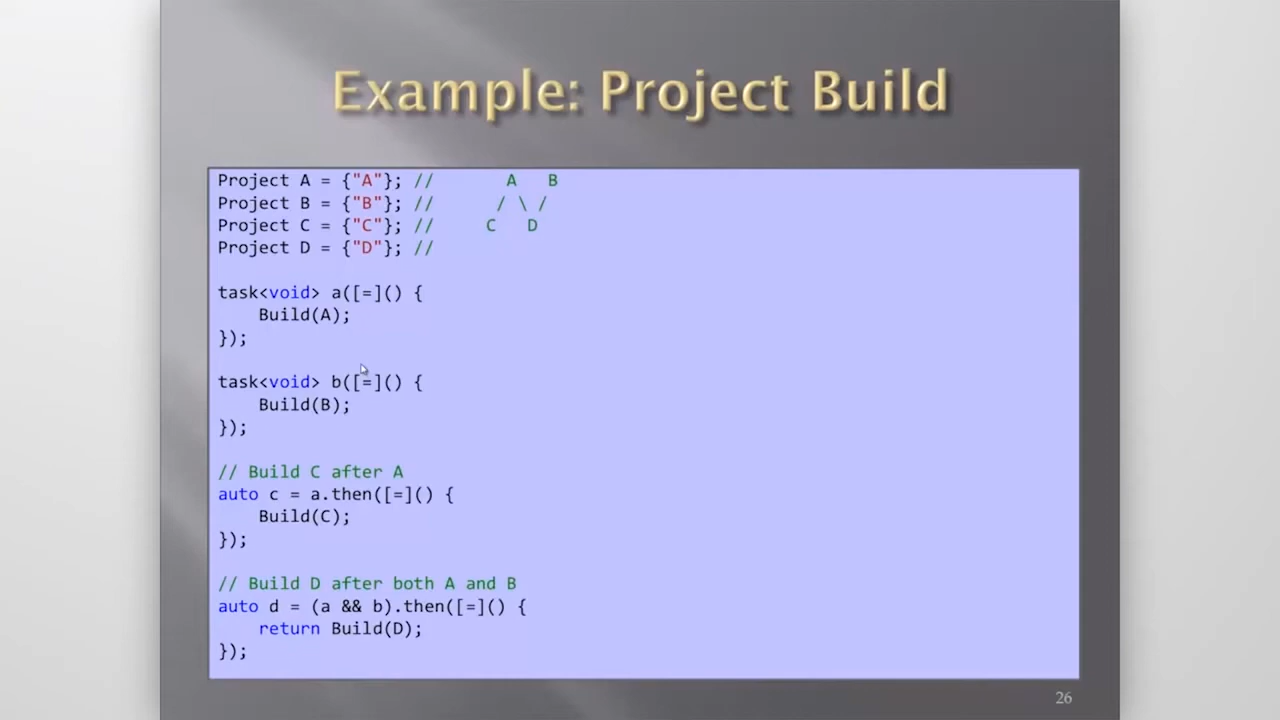 Example: Project Build
Project A = {"A"}; //       A   B
Project B = {"B"}; //      / \ /
Project C = {"C"}; //     C   D
Project D = {"D"}; //
task<void> a([=]() {
    Build(A);
});
task<void> b([=]() {
    Build(B);
});
// Build C after A
auto c = a.then([=]() {
    Build(C);
});
// Build D after both A and B
auto d = (a && b).then([=]() {
    return Build(D);
});
26